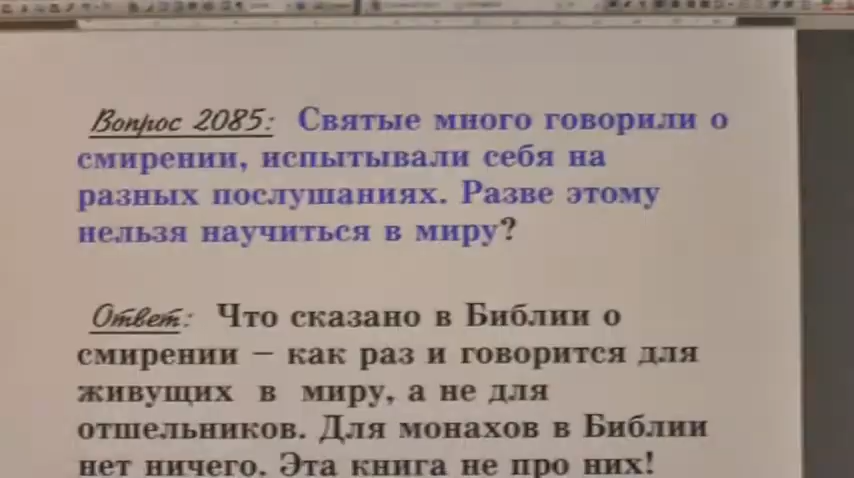 Вопрос 2085: Святые много говорили о
смирении, испытывали себя на
разных послушаниях. Разве этому
нельзя научиться в миру?
Ответ: Что сказано в Библии о
смирении – как раз и говорится для
живущих в миру, а не для
отшельников. Для монахов в Библии
нет ничего. Эта книга не про них!